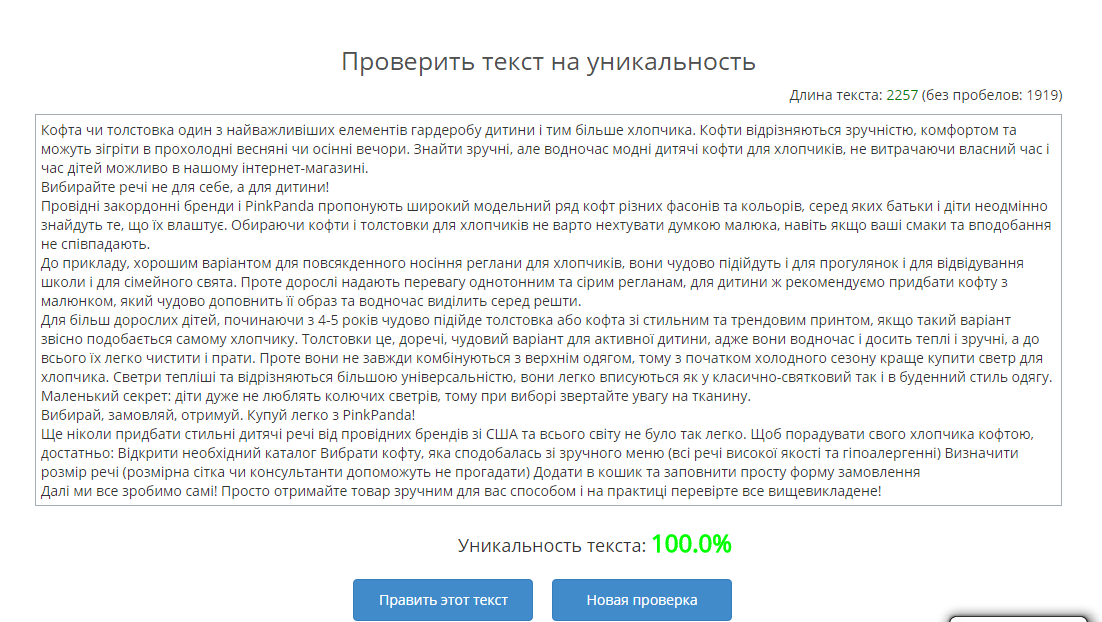 Проверить текст на уникальность
Длина текста: 2257 (без пробелов: 1919)
Кофта чи толстовка один з найважливіших елементів гардеробу дитини і тим більше хлопчика. Кофти відрізняються зручністю, комфортом та
можуть зігріти в прохолодні весняні чи осінні вечори. Знайти зручні, але водночас модні дитячі кофти для хлопчиків, не витрачаючи власний час і
час дітей можливо в нашому інтернет-магазині.
Вибирайте речі не для себе, а для дитини!
Провідні закордонні бренди і PinkPanda пропонують широкий модельний ряд кофт різних фасонів та кольорів, серед яких батьки і діти неодмінно
знайдуть те, що їх влаштує. Обираючи кофти і толстовки для хлопчиків не варто нехтувати думкою малюка, навіть якщо ваші смаки та вподобання
не співпадають.
До прикладу, хорошим варіантом для повсякденного носіння реглани для хлопчиків, вони чудово підійдуть і для прогулянок і для відвідування
школи і для сімейного свята. Проте дорослі надають перевагу однотонним та сірим регланам, для дитини ж рекомендуємо придбати кофту з
малюнком, який чудово доповнить її образ та водночас виділить серед решти.
Для більш дорослих дітей, починаючи з 4-5 років чудово підійде толстовка або кофта зі стильним та трендовим принтом, якщо такий варіант
звісно подобається самому хлопчику. Толстовки це, доречі, чудовий варіант для активної дитини, адже вони водночас і досить теплі і зручні, а до
всього їх легко чистити і прати. Проте вони не завжди комбінуються з верхнім одягом, тому з початком холодного сезону краще купити светр для
хлопчика. Светри тепліші та відрізняються більшою універсальністю, вони легко вписуються як у класично-святковий так і в буденний стиль одягу.
Маленький секрет: діти дуже не люблять колючих светрів, тому при виборі звертайте увагу на тканину.
Вибирай, замовляй, отримуй. Купуй легко з PinkPanda!
Ще ніколи придбати стильні дитячі речі від провідних брендів зі США та всього світу не було так легко. Щоб порадувати свого хлопчика кофтою,
достатньо: Відкрити необхідний каталог Вибрати кофту, яка сподобалась зі зручного меню (всі речі високої якості та гіпоалергенні) Визначити
розмір речі (розмірна сітка чи консультанти допоможуть не прогадати) Додати в кошик та заповнити просту форму замовлення
Далі ми все зробимо самі! Просто отримайте товар зручним для вас способом і на практиці перевірте все вищевикладене!
Уникальность текста: 100.0%
Править этот текст
Новая проверка